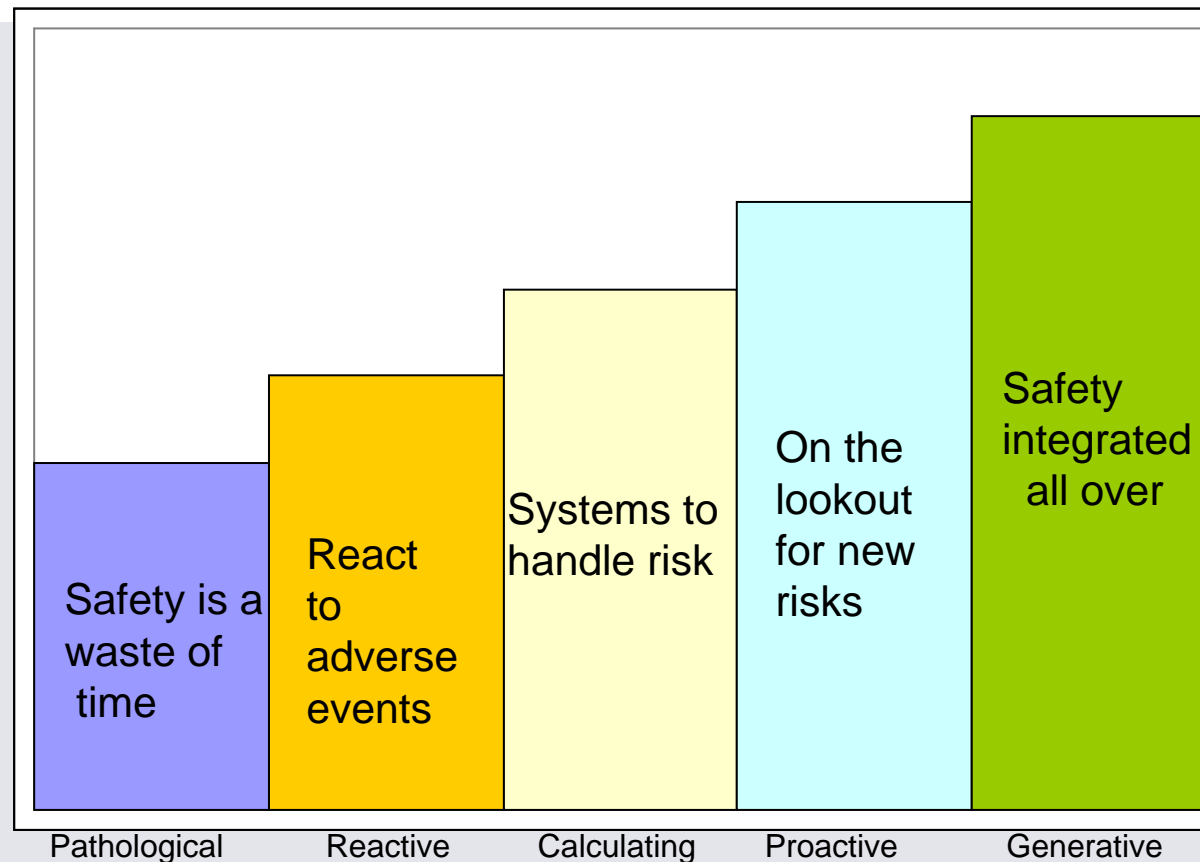 Safety is a
waste of
time
React
to
adverse
events
Systems to
handle risk
On the
lookout
for new
risks
Safety
integrated
all over
Pathological
Reactive
Calculating
Proactive
Generative